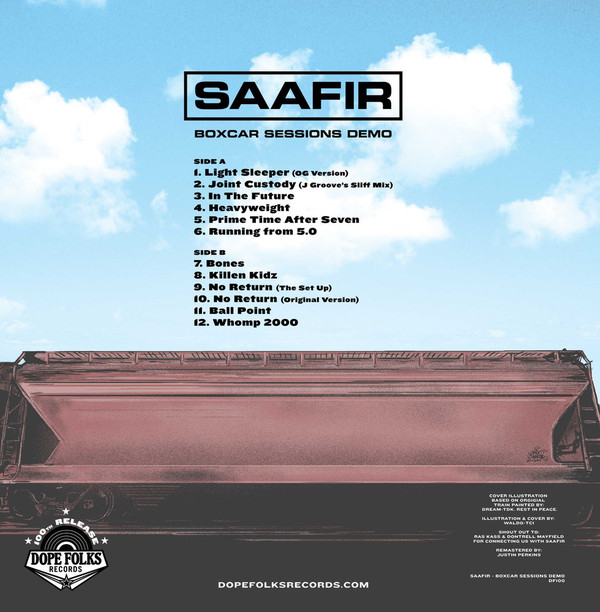 SAAFIR
BOXCAR SESSIONS DEMO
SIDE A
1. Light Sleeper (OG Version)
2. Joint Custody (J Groove's Sliff Mix)
3. In The Future
4. Heavyweight
5. Prime Time After Seven
6. Running from 5.0
SIDE B
7. Bones
8. Killen Kidz
9. No Return (The Set Up)
10. No Return (Original Version)
11. Ball Point
12. Whomp 2000
COVER ILLUSTRATION
BASED ON ORGIGIAL
TRAIN PAINTED BY:
DREAM-TDK. REST IN PEACE.
ILLUSTRATION & COVER BY:
WALDO-TCI
SHOUT OUT TO:
RAS KASS & DONTRELL MAYFIELD
FOR CONNECTING US WITH SAAFIR
REMASTERED BY:
JUSTIN PERKINS
100TH RELEASE
DOPE FOLKS
RECORDS
DOPEFOLKSRECORDS.COM
SAAFIR - BOXCAR SESSIONS DEMO
DF100